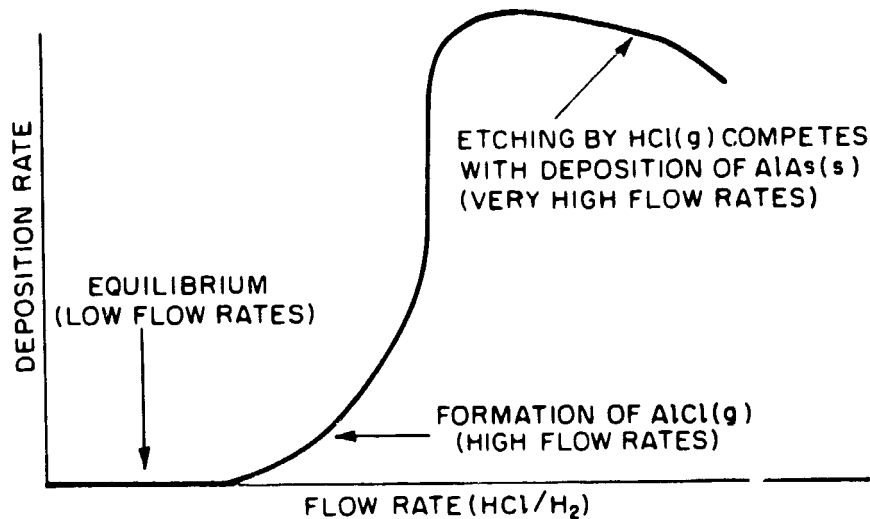 DEPOSITION RATE
ETCHING BY HCl(g) COMPETES
WITH DEPOSITION OF AlAs(s)
(VERY HIGH FLOW RATES)
EQUILIBRIUM
(LOW FLOW RATES)
FORMATION OF AlCl(g)
(HIGH FLOW RATES)
FLOW RATE (HCl/H₂)